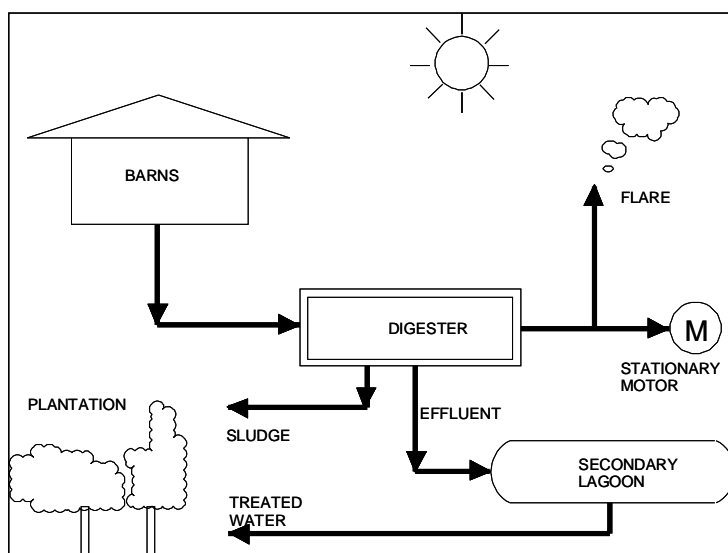 BARNS
FLARE
DIGESTER
M
STATIONARY
MOTOR
PLANTATION
SLUDGE
EFFLUENT
SECONDARY
LAGOON
TREATED
WATER